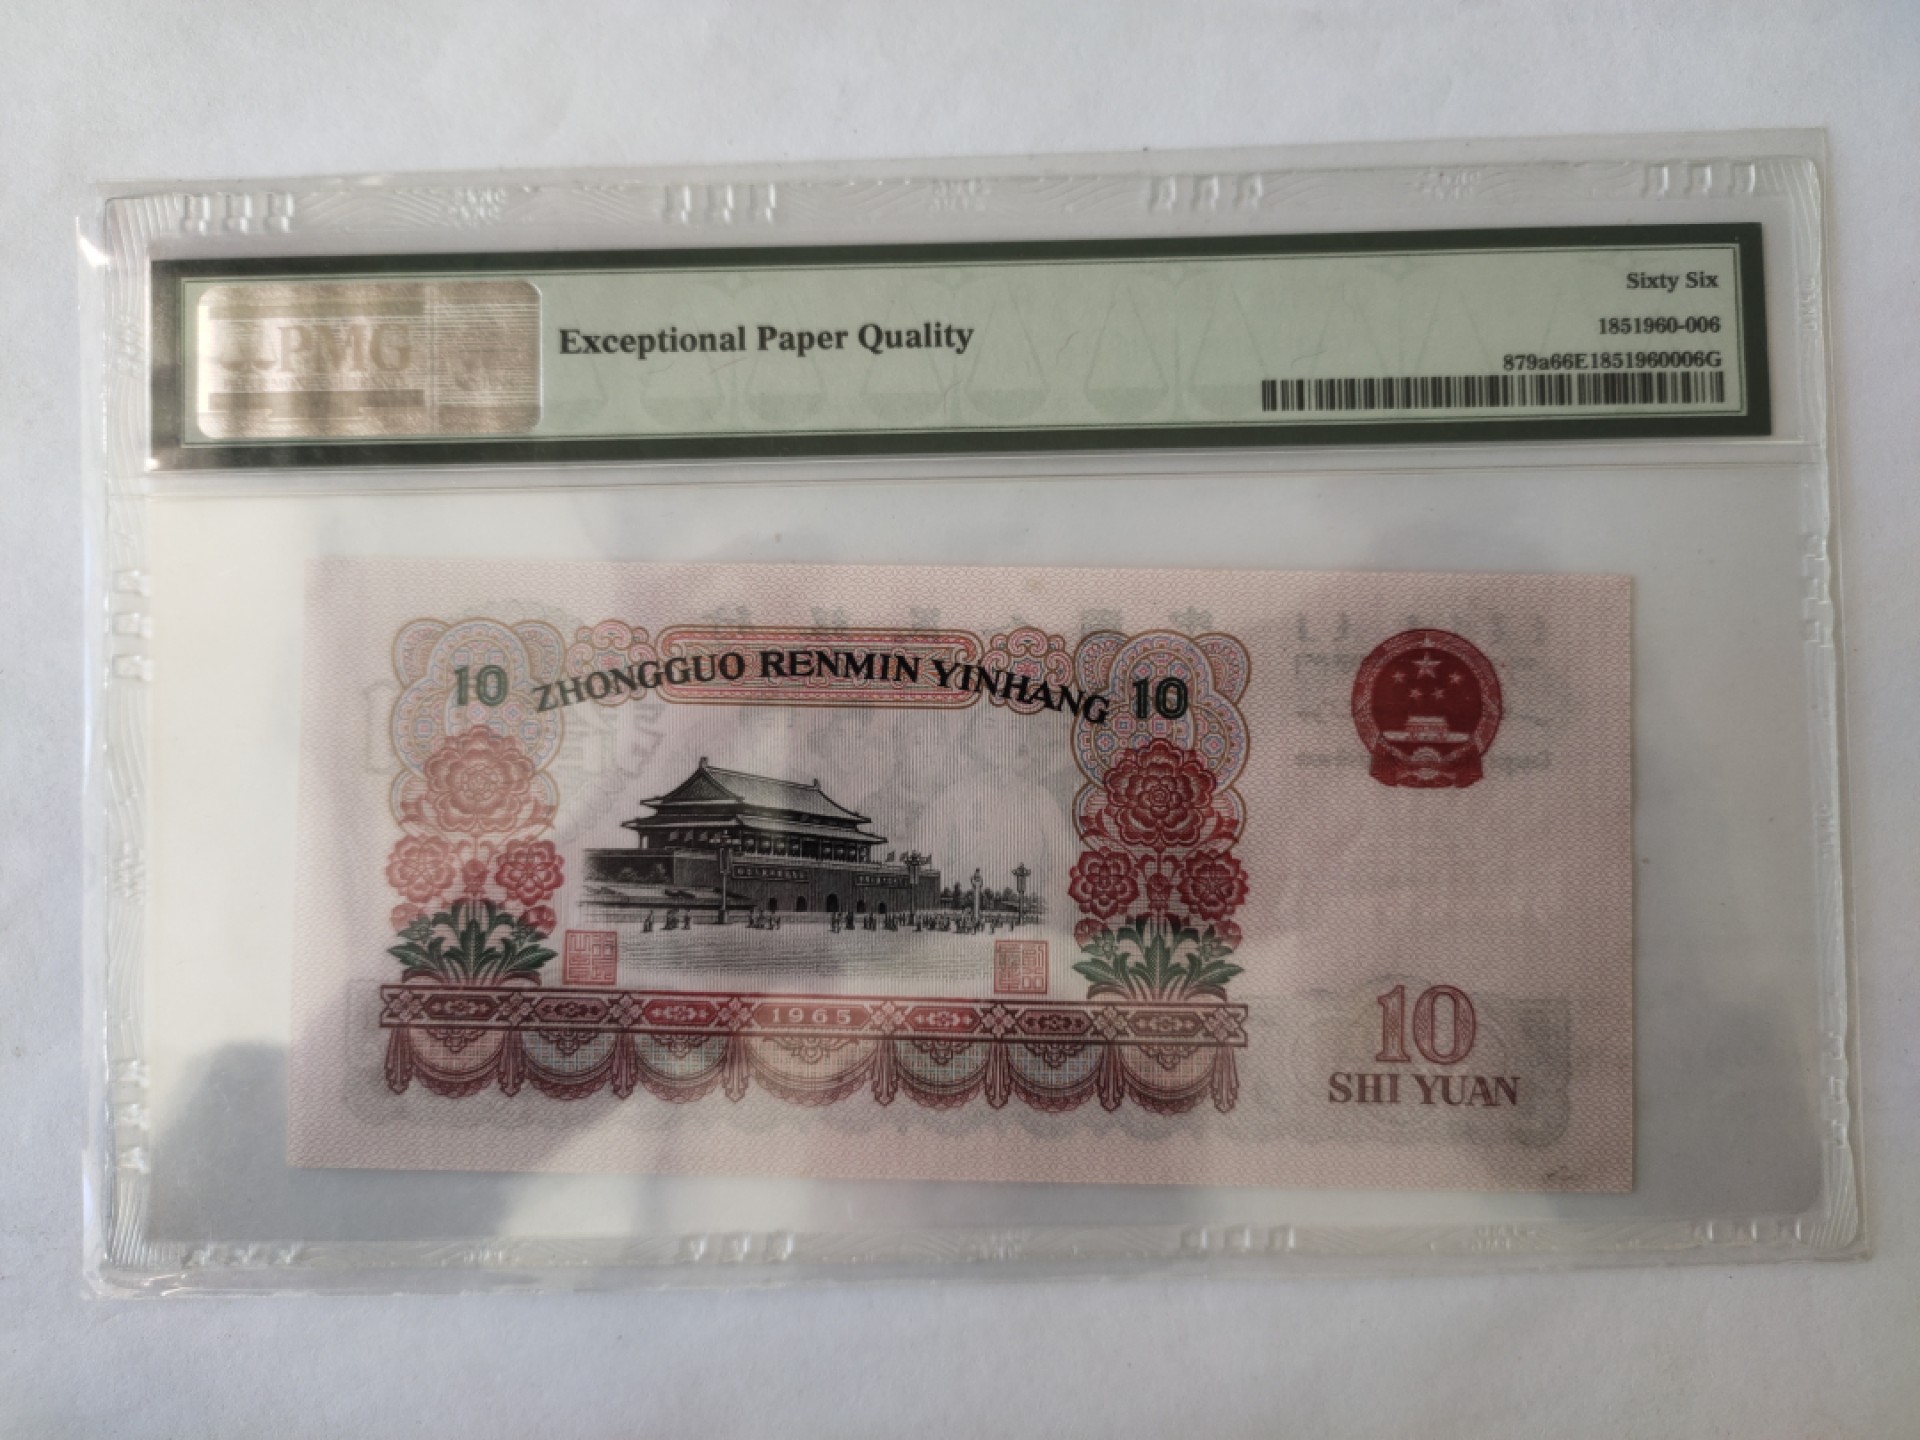 PMG
Exceptional Paper Quality
Sixty Six
1851960-006
879a66E1851960006G
10 ZHONGGUO RENMIN YINHANG 10
1965
10
SHI YUAN